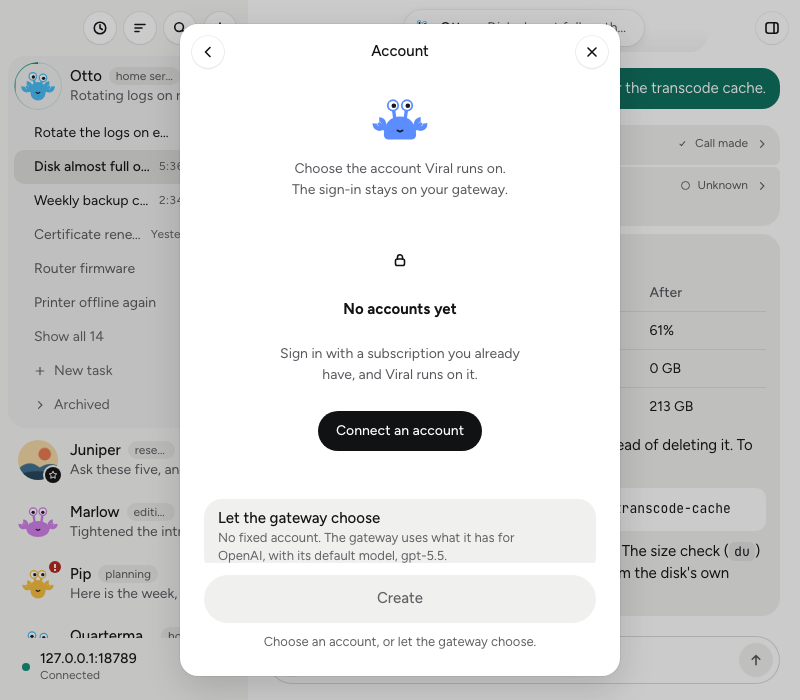 Account
Choose the account Viral runs on.
The sign-in stays on your gateway.
No accounts yet
Sign in with a subscription you already
have, and Viral runs on it.
Connect an account
Let the gateway choose
No fixed account. The gateway uses what it has for
OpenAI, with its default model, gpt-5.5.
Create
Choose an account, or let the gateway choose.
Otto home ser...
Rotating logs on
Rotate the logs on e...
Disk almost full o... 5:36
Weekly backup c... 2:34
Certificate rene... Yeste
Router firmware
Printer offline again
Show all 14
New task
Archived
Juniper rese...
Ask these five, an
Marlow editi...
Tightened the intr
Pip planning
Here is the week,
Quarterma
127.0.0.1:18789
Connected
the transcode cache.
Call made
Unknown
After
61%
0 GB
213 GB
ead of deleting it. To
transcode-cache
The size check (du)
m the disk's own